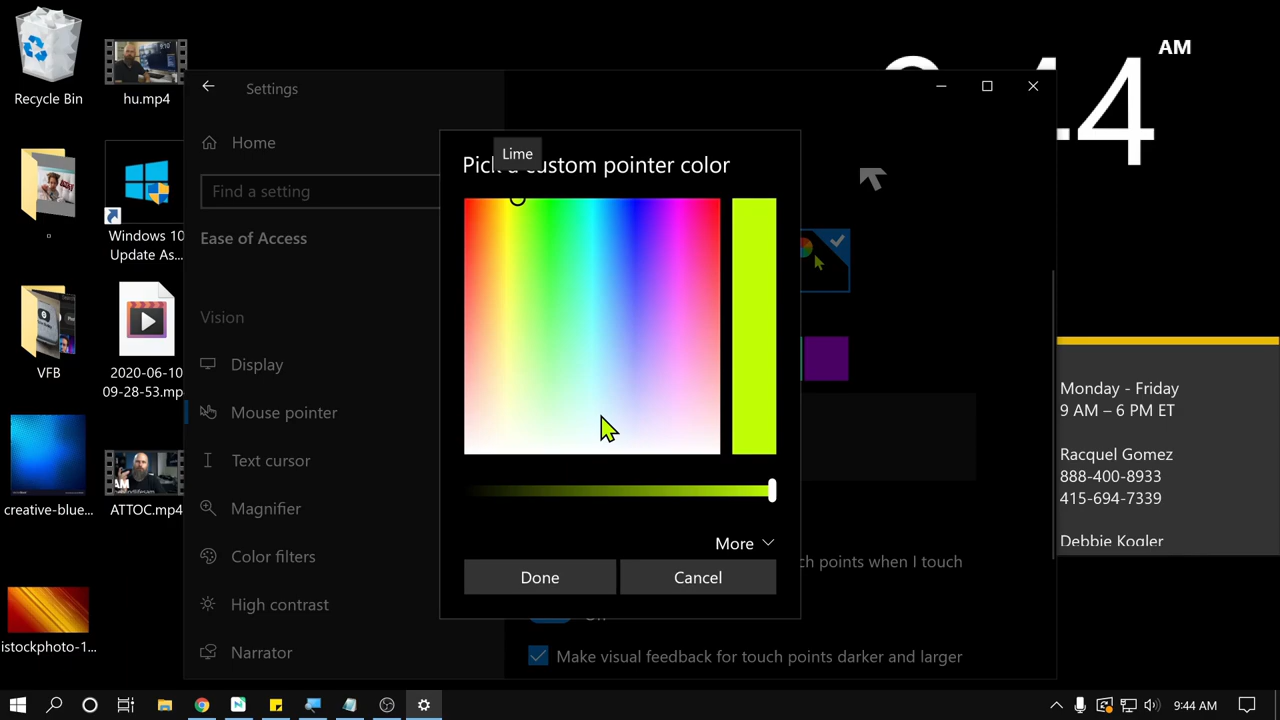 Recycle Bin
hu.mp4
Windows 10
Update As...
VFB
2020-06-10
09-28-53.mp
creative-blue...
ATTOC.mp4
istockphoto-1...
Settings
Home
Find a setting
Ease of Access
Vision
Display
Mouse pointer
Text cursor
Magnifier
Color filters
High contrast
Narrator
Lime
Pick a custom pointer color
More
Done
Cancel
ch points when I touch
Make visual feedback for touch points darker and larger
AM
Monday - Friday
9 AM – 6 PM ET
Racquel Gomez
888-400-8933
415-694-7339
Debbie Kogler
9:44 AM